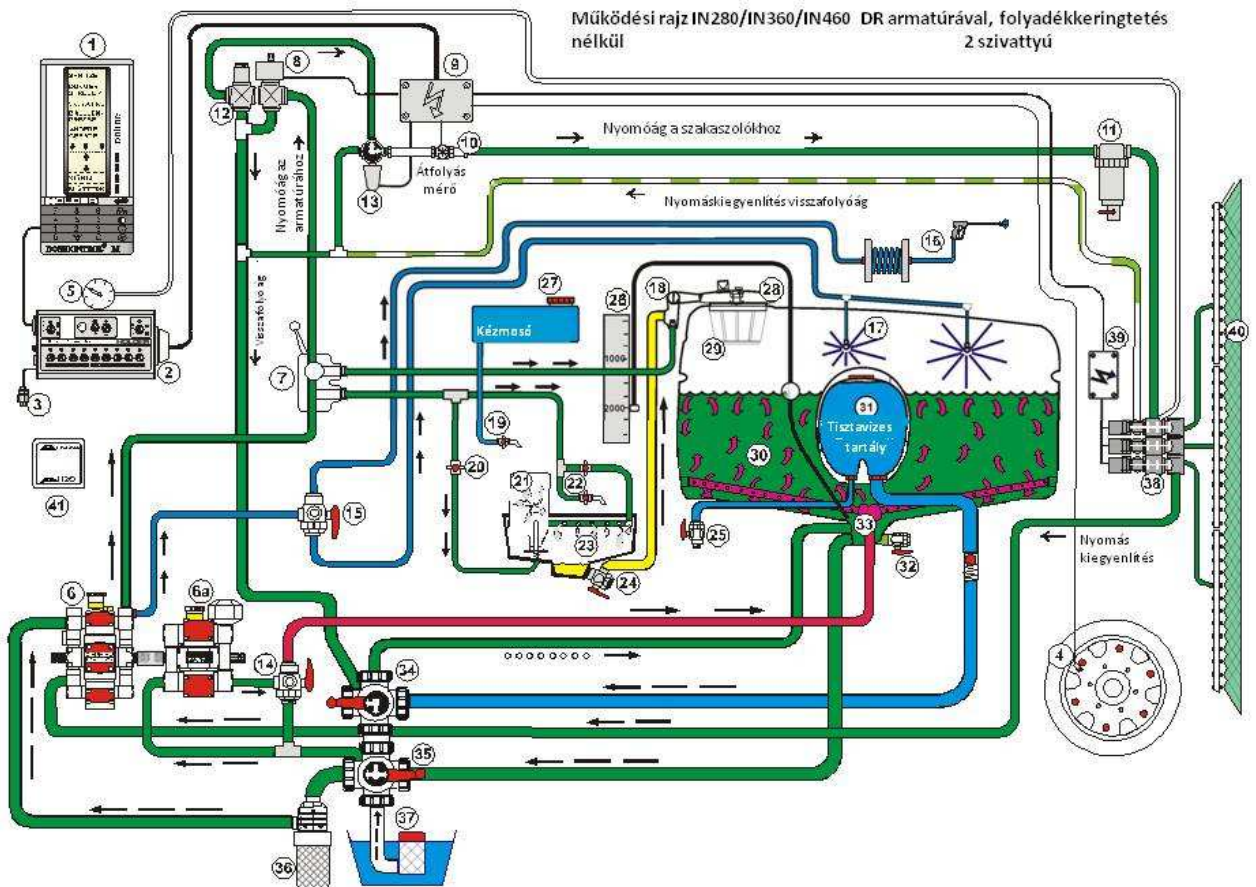 Működési rajz IN280/IN360/IN460 DR armatúrával, folyadékkeringtetés
nélkül 2 szivattyú
1
8
9
12
Nyomóág a szakaszolókhoz
10
11
Átfolyás
mérő
13
Nyomóág az
armatúrához
Nyomáskiegyenlítés visszafolyóág
16
5
27
18
28
26
Kézmosó
Visszafolyóág
29
17
1000
39
40
2
7
2000
31
Tisztavizes
tartály
3
19
30
20
22
21
38
41
15
23
25
33
24
32
Nyomás
kiegyenlítés
6
6a
14
34
4
35
37
36